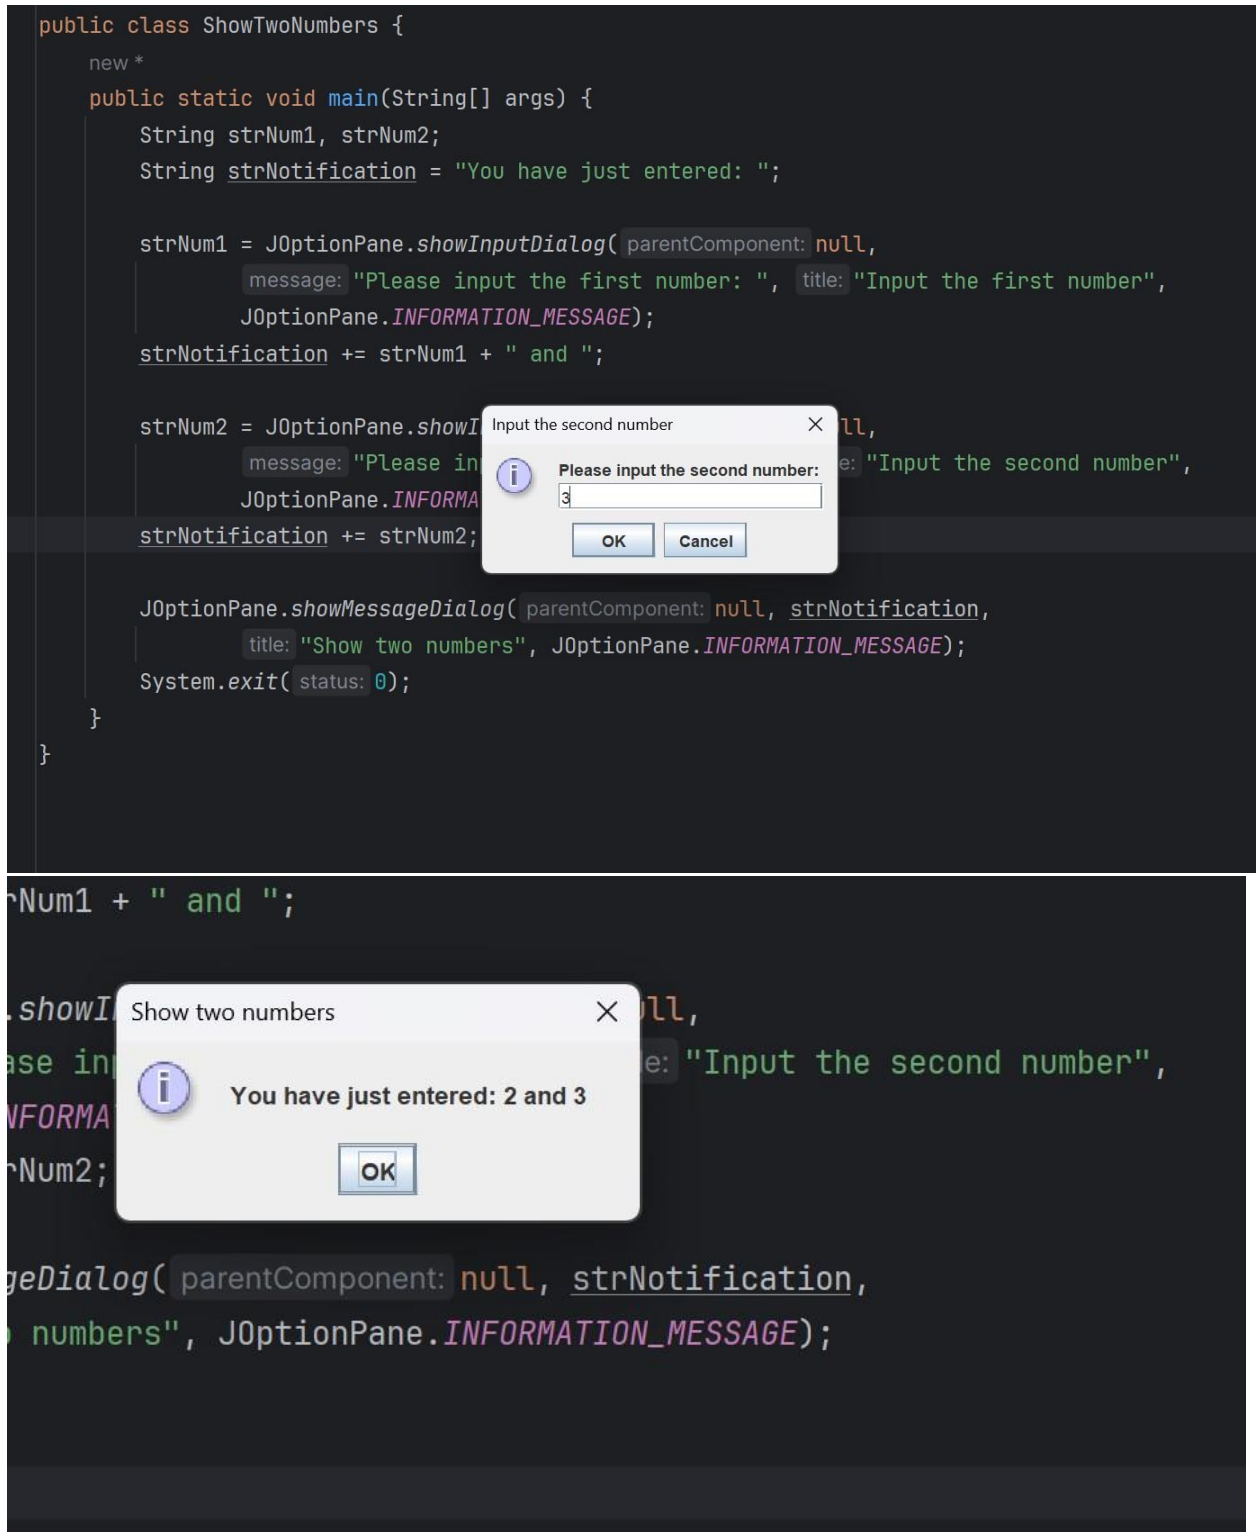 public class ShowTwoNumbers {
new *
public static void main(String[] args) {
String strNum1, strNum2;
String strNotification = "You have just entered: ";
strNum1 = JOptionPane.showInputDialog( parentComponent: null,
message: "Please input the first number: ", title: "Input the first number",
JOptionPane.INFORMATION_MESSAGE);
strNotification += strNum1 + " and ";
strNum2 = JOptionPane.showI
ll,
message: "Please in
e: "Input the second number",
JOptionPane.INFORMA
strNotification += strNum2;
Input the second number
Please input the second number:
3
OK Cancel
JOptionPane.showMessageDialog( parentComponent: null, strNotification,
title: "Show two numbers", JOptionPane.INFORMATION_MESSAGE);
System.exit( status: 0);
}
}
rNum1 + " and ";
.showI
ull,
ase inp
le: "Input the second number",
NFORMA
rNum2;
Show two numbers
You have just entered: 2 and 3
OK
geDialog( parentComponent: null, strNotification,
numbers", JOptionPane.INFORMATION_MESSAGE);